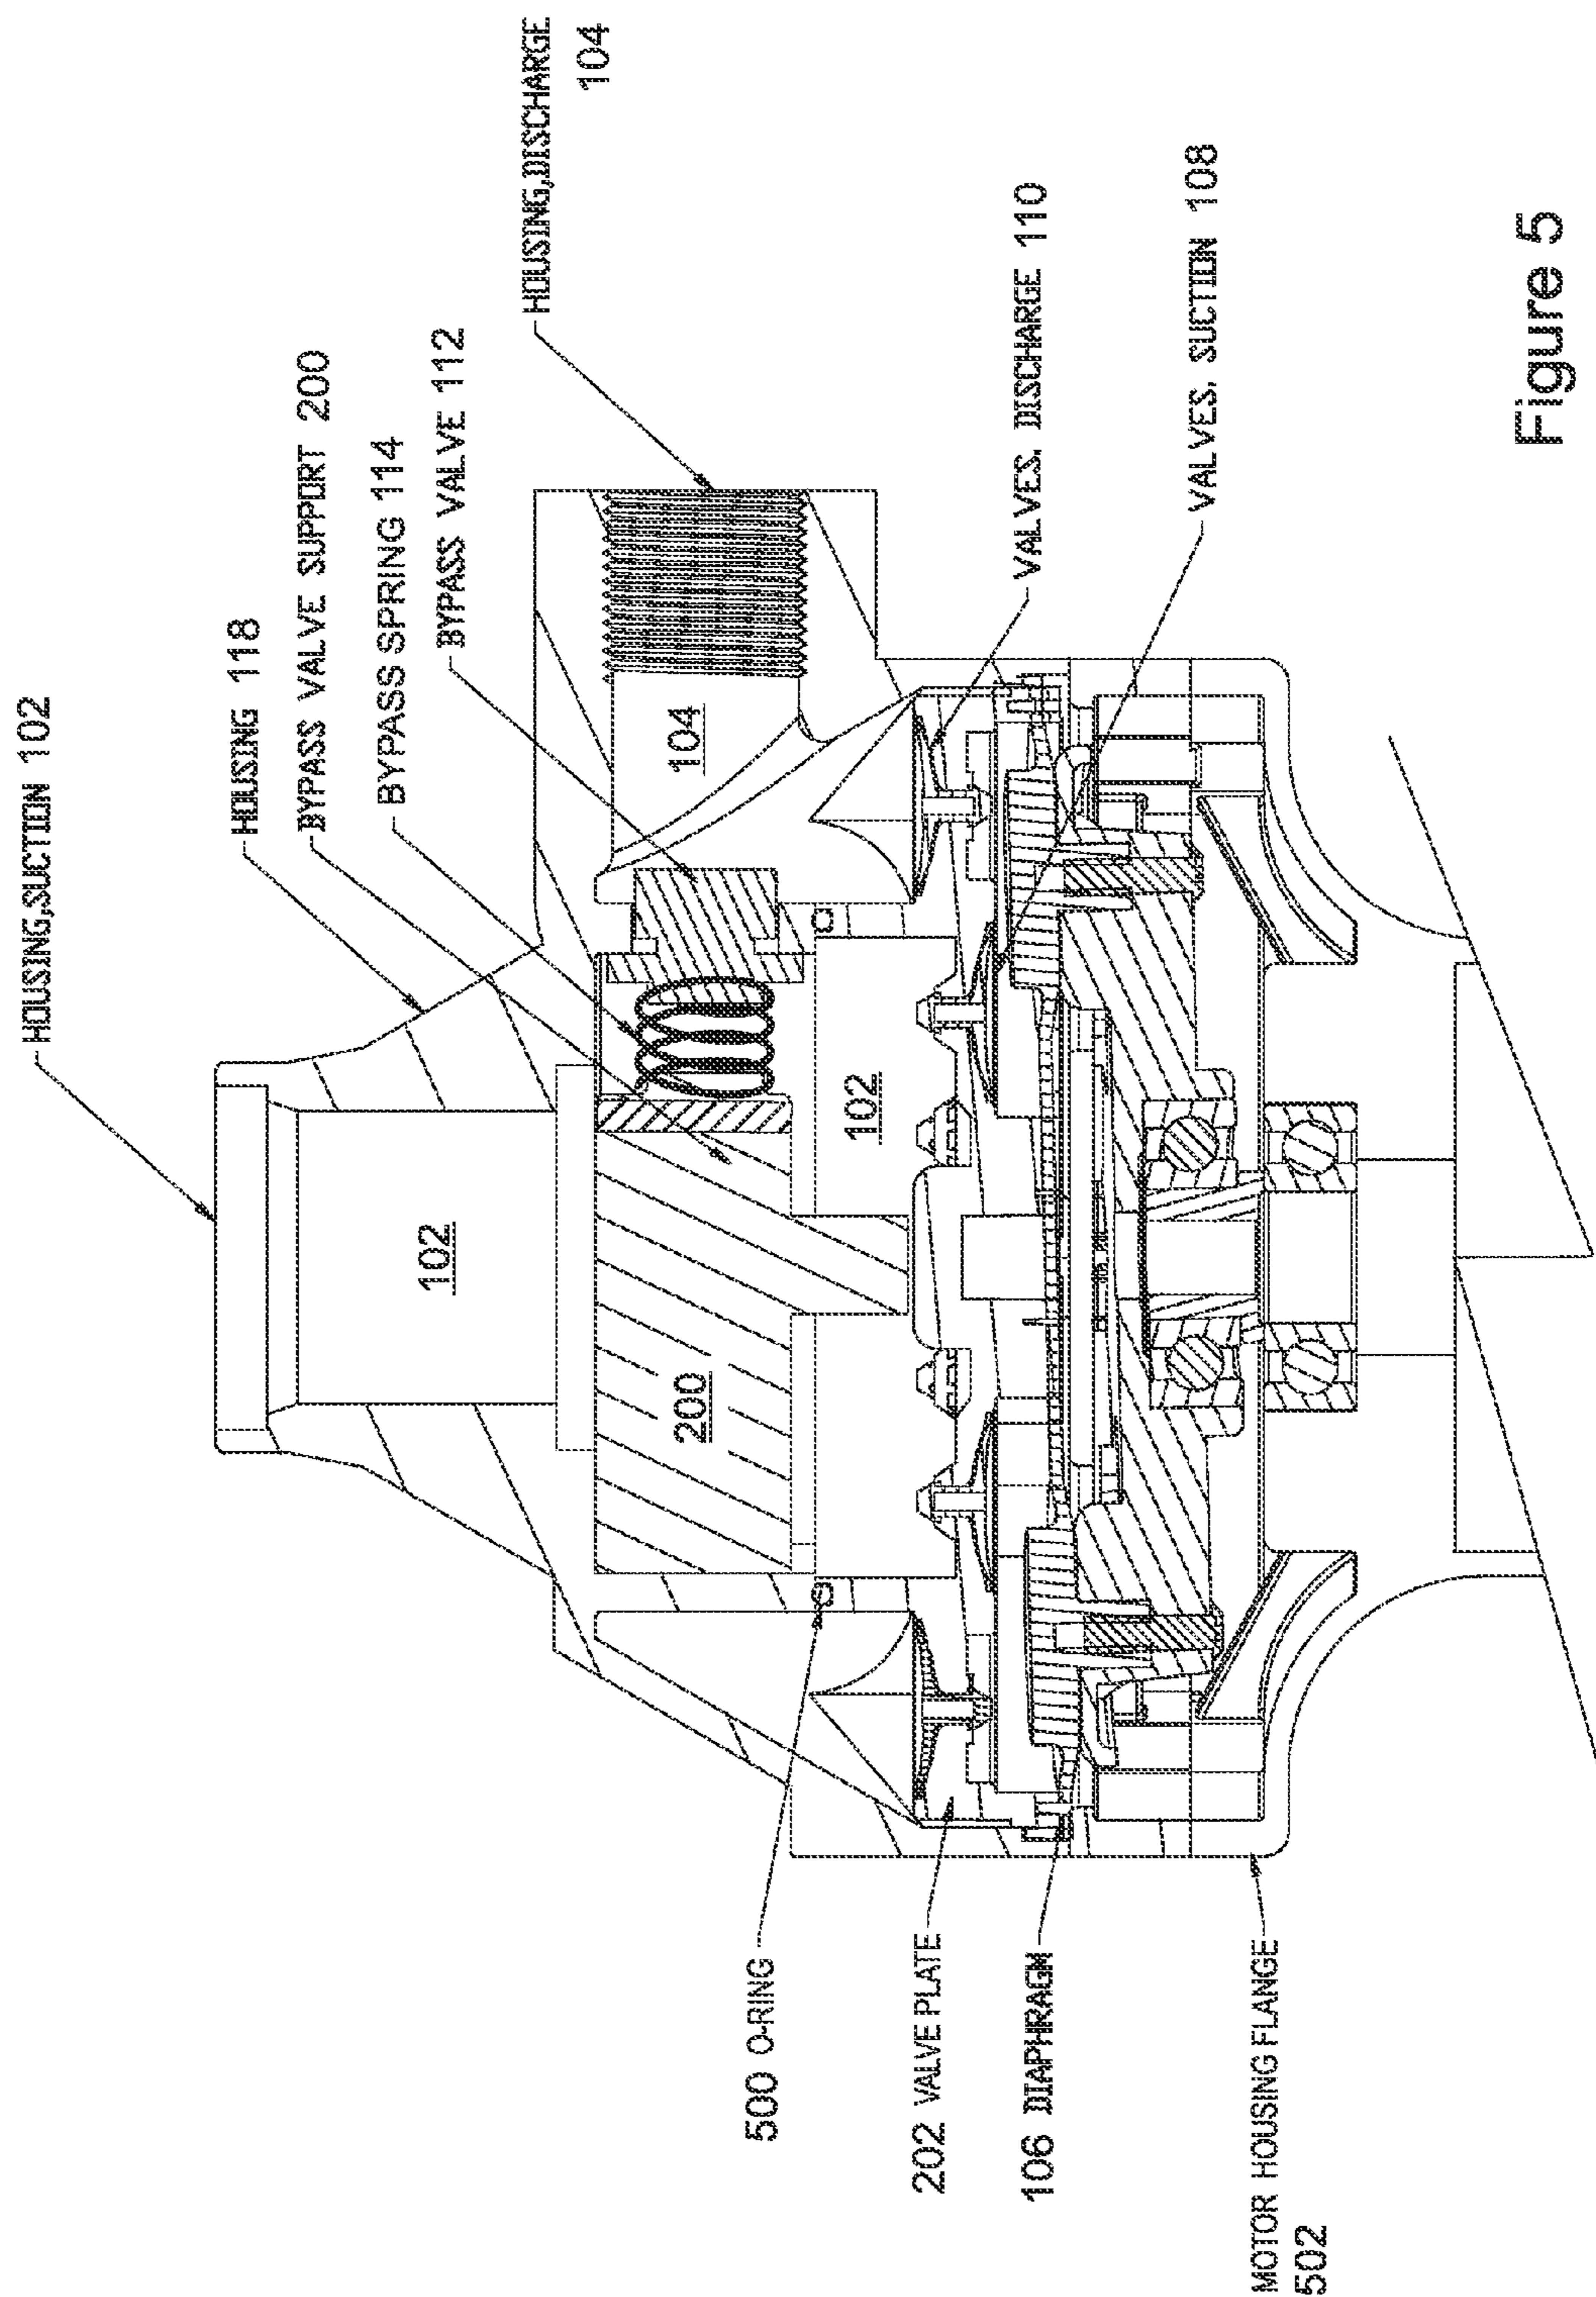 HOUSING,SUCTION 102
HOUSING 118
BYPASS VALVE SUPPORT 200
BYPASS SPRING 114
BYPASS VALVE 112
HOUSING,DISCHARGE
104
VALVES, DISCHARGE 110
VALVES, SUCTION 108
102
200
102
104
500 O-RING
202 VALVE PLATE
106 DIAPHRAGM
MOTOR HOUSING FLANGE
502
Figure 5